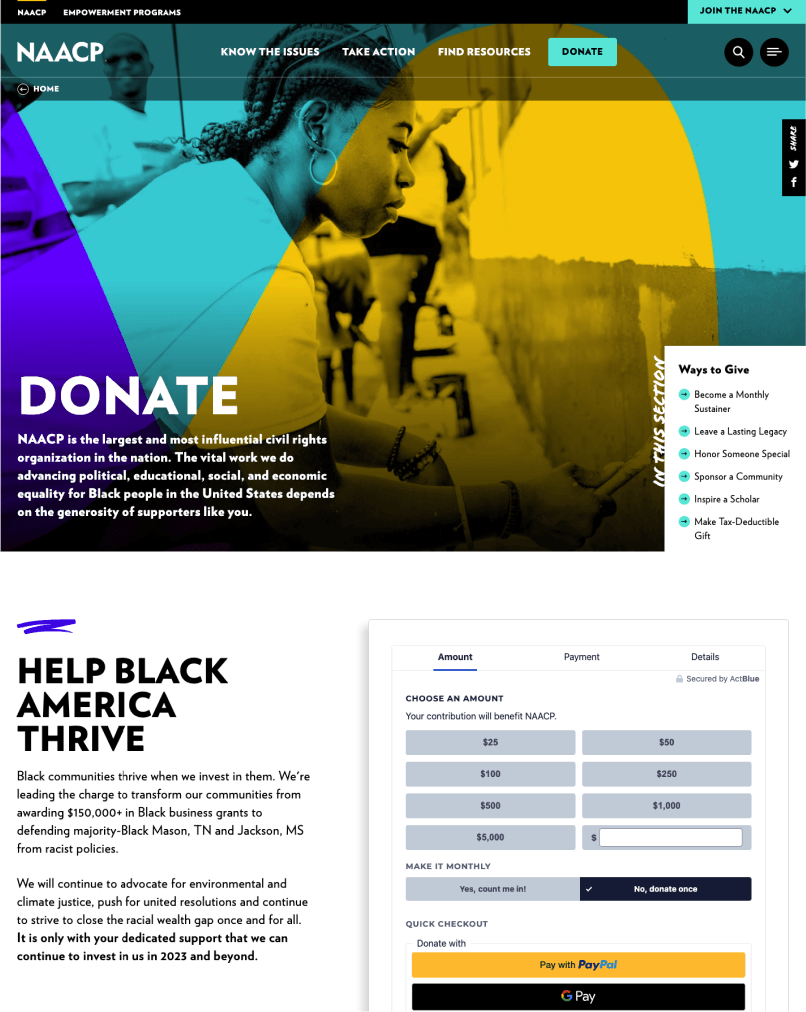 NAACP EMPOWERMENT PROGRAMS
JOIN THE NAACP
NAACP
KNOW THE ISSUES TAKE ACTION FIND RESOURCES DONATE
HOME
SHARE
DONATE
NAACP is the largest and most influential civil rights
organization in the nation. The vital work we do
advancing political, educational, social, and economic
equality for Black people in the United States depends
on the generosity of supporters like you.
IN THIS SECTION
Ways to Give
Become a Monthly
Sustainer
Leave a Lasting Legacy
Honor Someone Special
Sponsor a Community
Inspire a Scholar
Make Tax-Deductible
Gift
HELP BLACK
AMERICA
THRIVE
Black communities thrive when we invest in them. We're
leading the charge to transform our communities from
awarding $150,000+ in Black business grants to
defending majority-Black Mason, TN and Jackson, MS
from racist policies.
We will continue to advocate for environmental and
climate justice, push for united resolutions and continue
to strive to close the racial wealth gap once and for all.
It is only with your dedicated support that we can
continue to invest in us in 2023 and beyond.
Amount Payment Details
Secured by ActBlue
CHOOSE AN AMOUNT
Your contribution will benefit NAACP.
$25 $50
$100 $250
$500 $1,000
$5,000 $
MAKE IT MONTHLY
Yes, count me in! No, donate once
QUICK CHECKOUT
Donate with
Pay with PayPal
G Pay